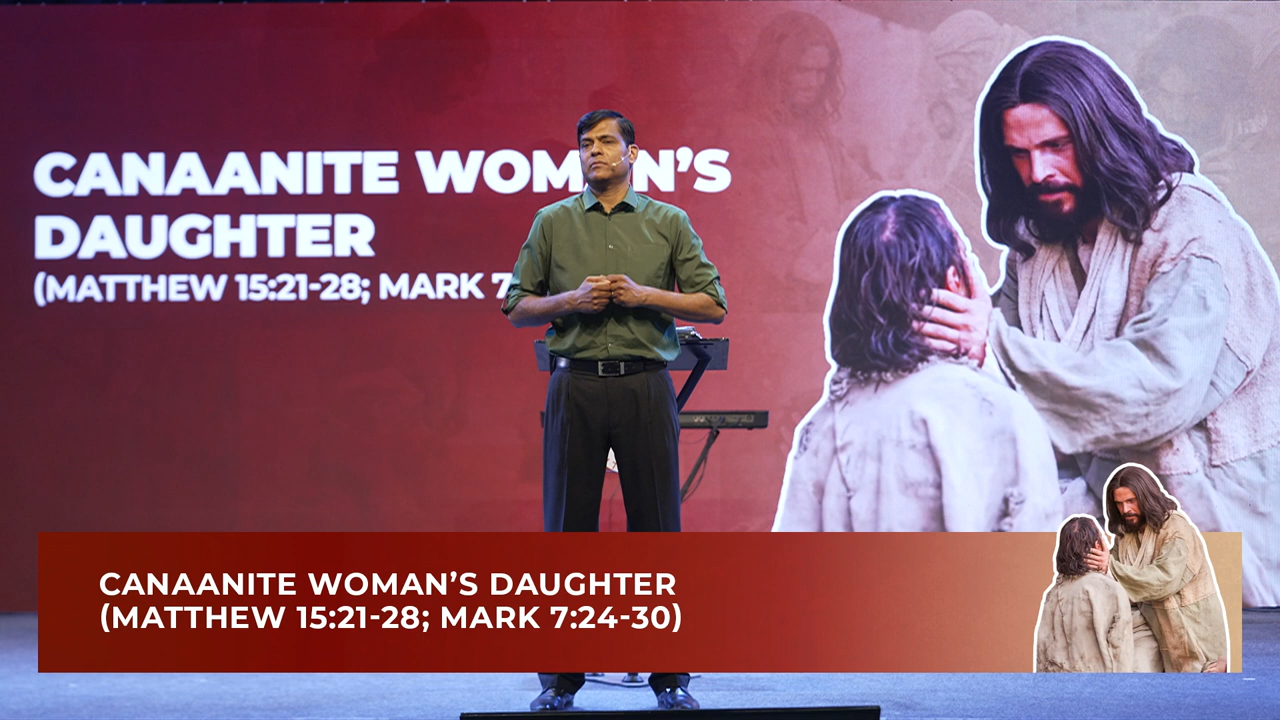 CANAANITE WOMAN'S
DAUGHTER
(MATTHEW 15:21-28; MARK 7
CANAANITE WOMAN'S DAUGHTER
(MATTHEW 15:21-28; MARK 7:24-30)